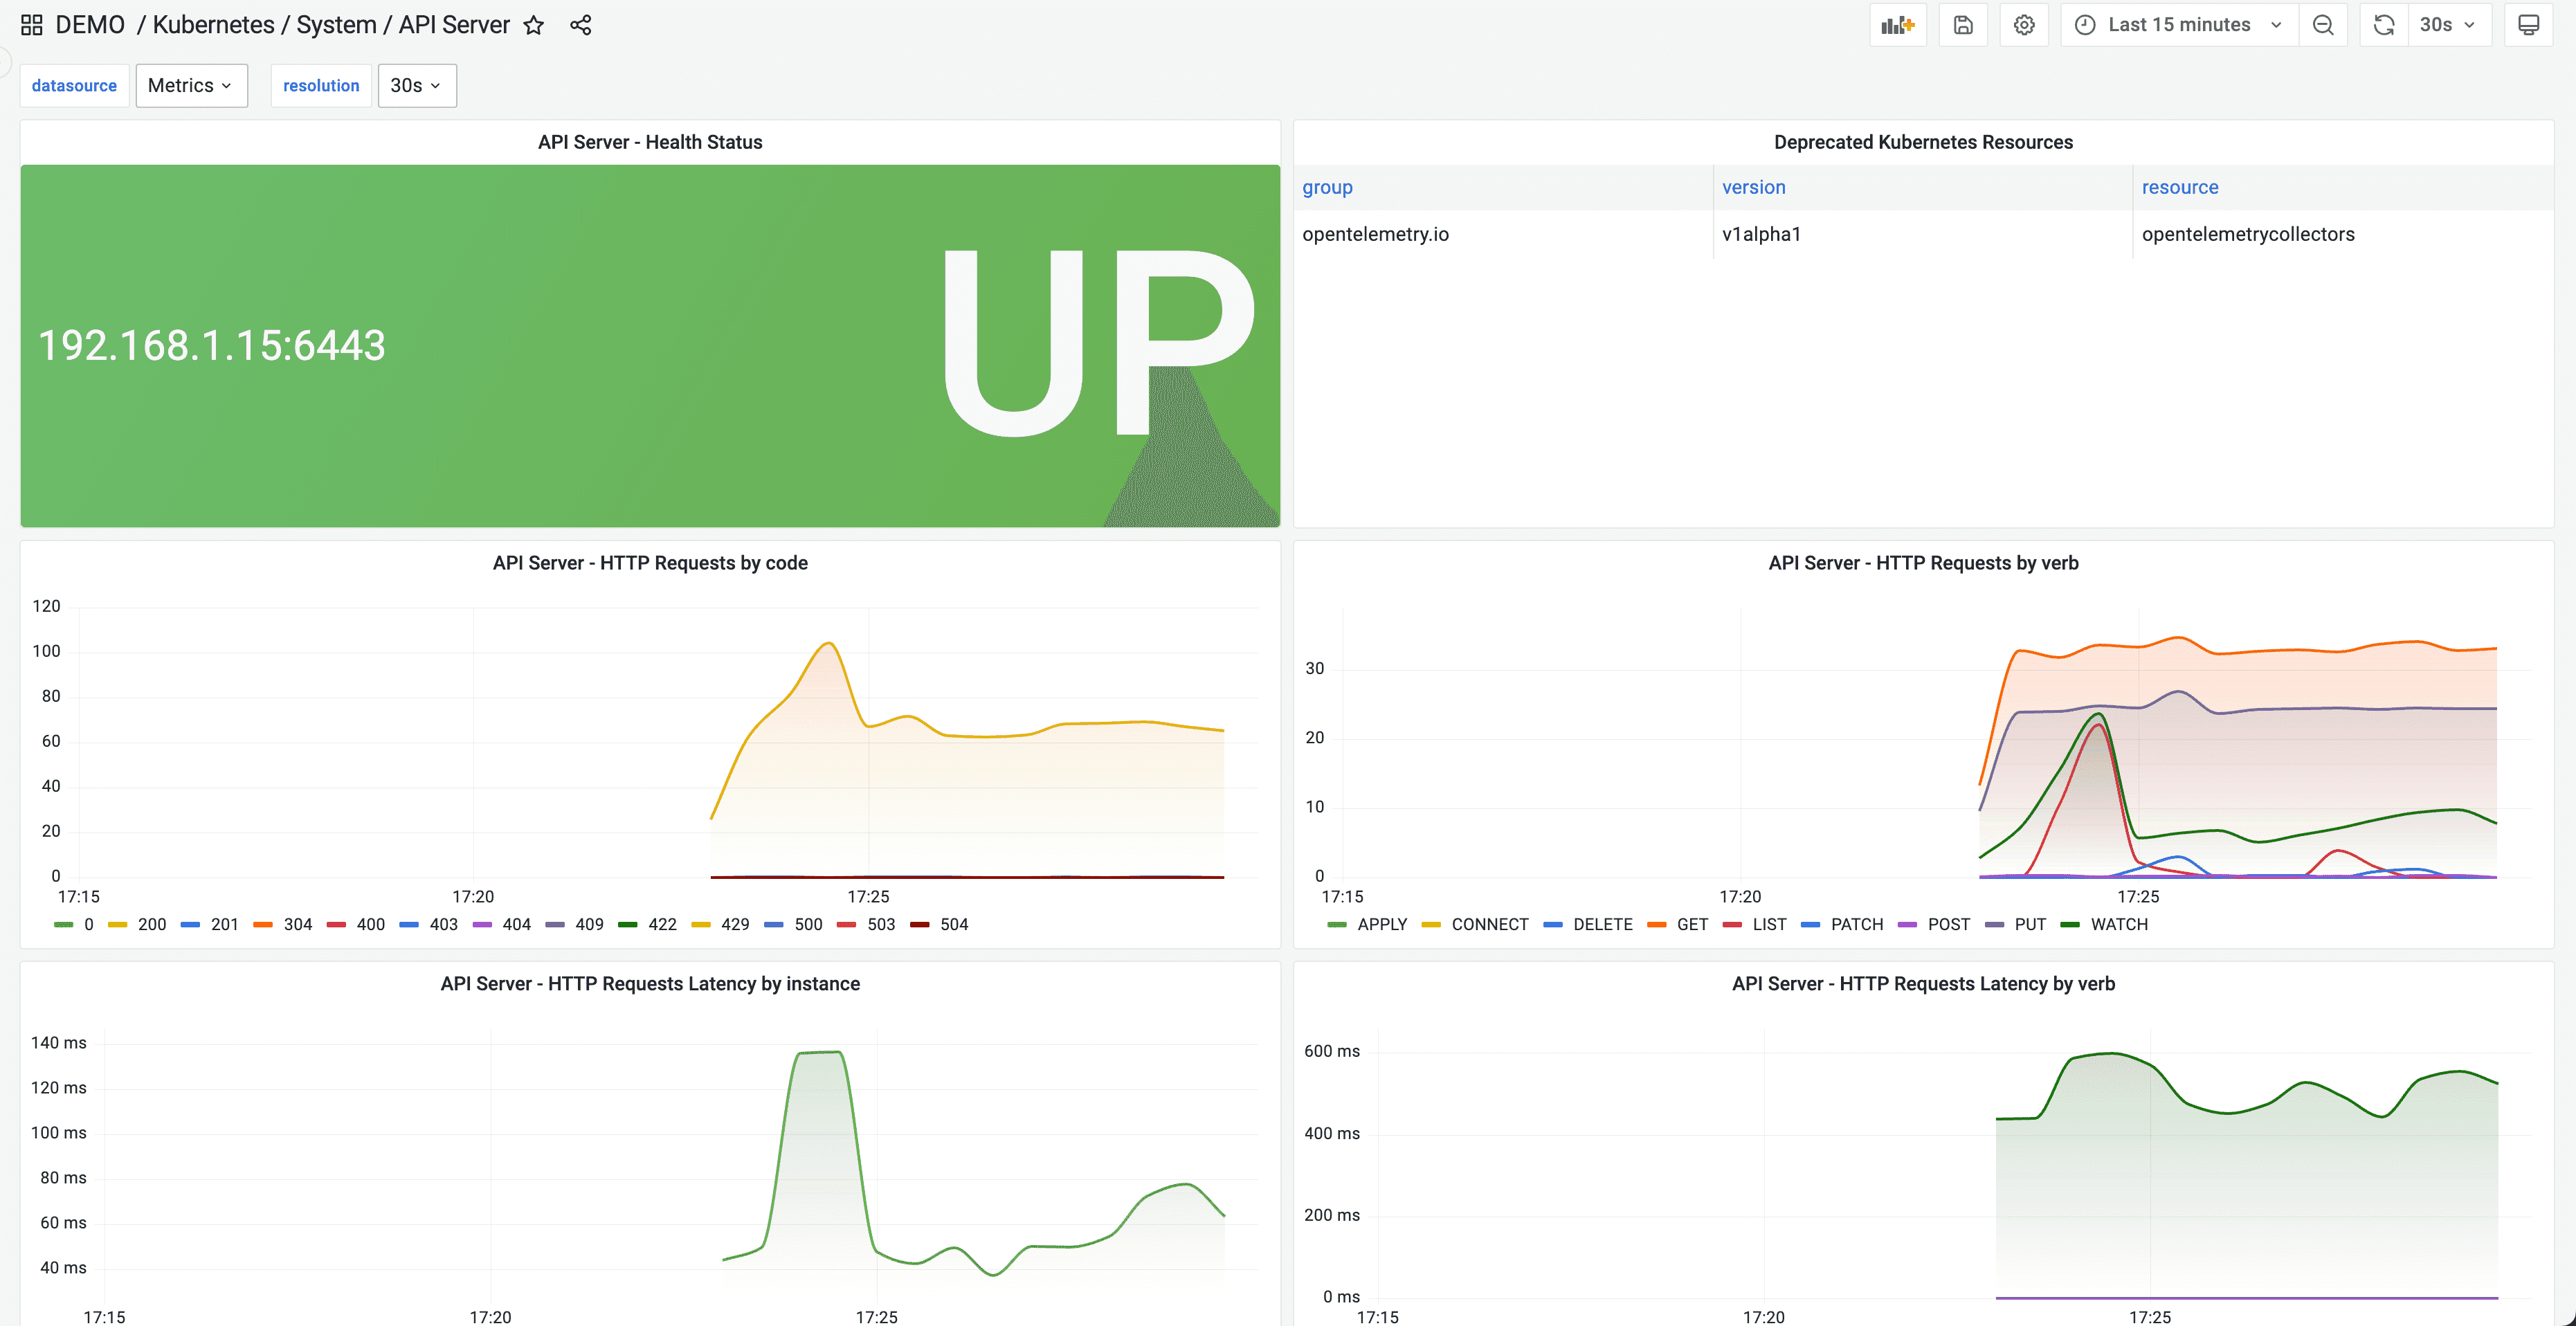 DEMO / Kubernetes / System / API Server
Last 15 minutes
30s
datasource Metrics resolution 30s
API Server - Health Status
192.168.1.15:6443
UP
Deprecated Kubernetes Resources
group version resource
opentelemetry.io v1alpha1 opentelemetrycollectors
API Server - HTTP Requests by code
120
100
80
60
40
20
0
17:15 17:20 17:25
0 200 201 304 400 403 404 409 422 429 500 503 504
API Server - HTTP Requests by verb
30
20
10
0
17:15 17:20 17:25
APPLY CONNECT DELETE GET LIST PATCH POST PUT WATCH
API Server - HTTP Requests Latency by instance
140 ms
120 ms
100 ms
80 ms
60 ms
40 ms
17:15 17:20 17:25
API Server - HTTP Requests Latency by verb
600 ms
400 ms
200 ms
0 ms
17:15 17:20 17:25